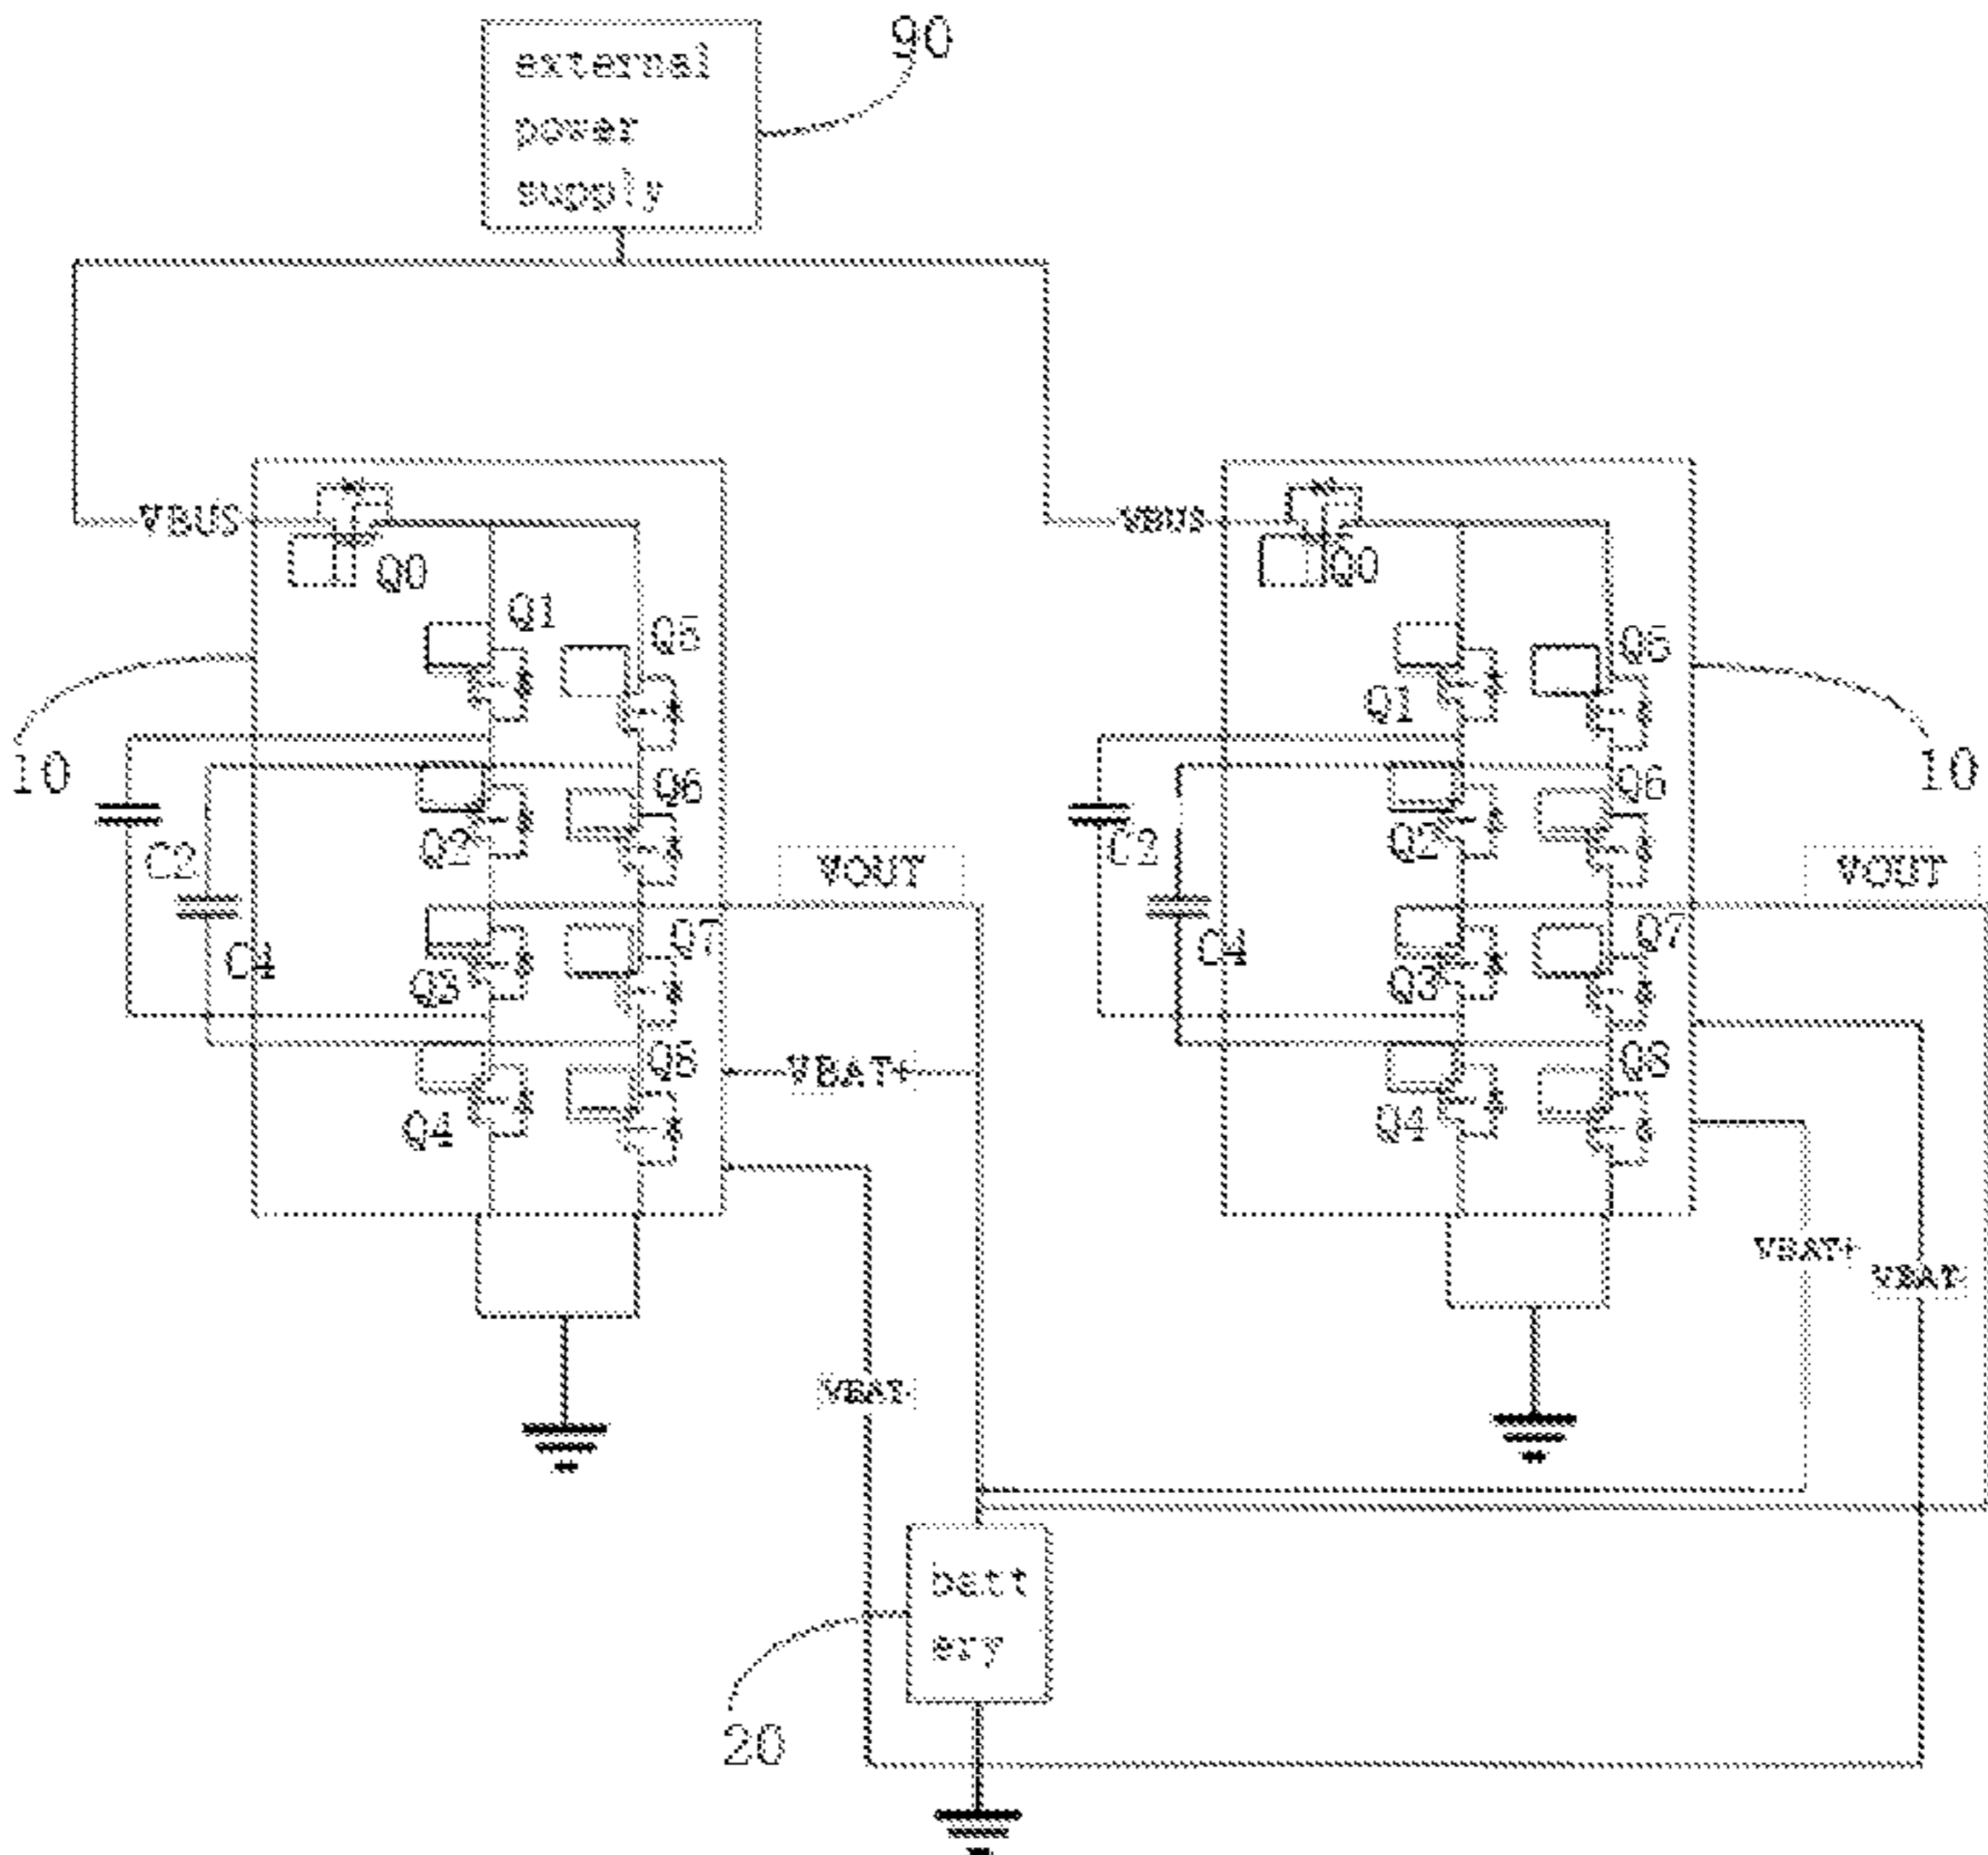 external
power
supply
90
VBUS
Q0
Q1
Q5
10
C2
Q2
Q6
VOUT
C4
Q3
Q7
VBAT+
Q4
Q8
VBAT-
VBUS
Q0
Q1
Q5
10
C2
Q2
Q6
VOUT
C4
Q3
Q7
Q4
Q8
VBAT+
VBAT-
batt
ery
20